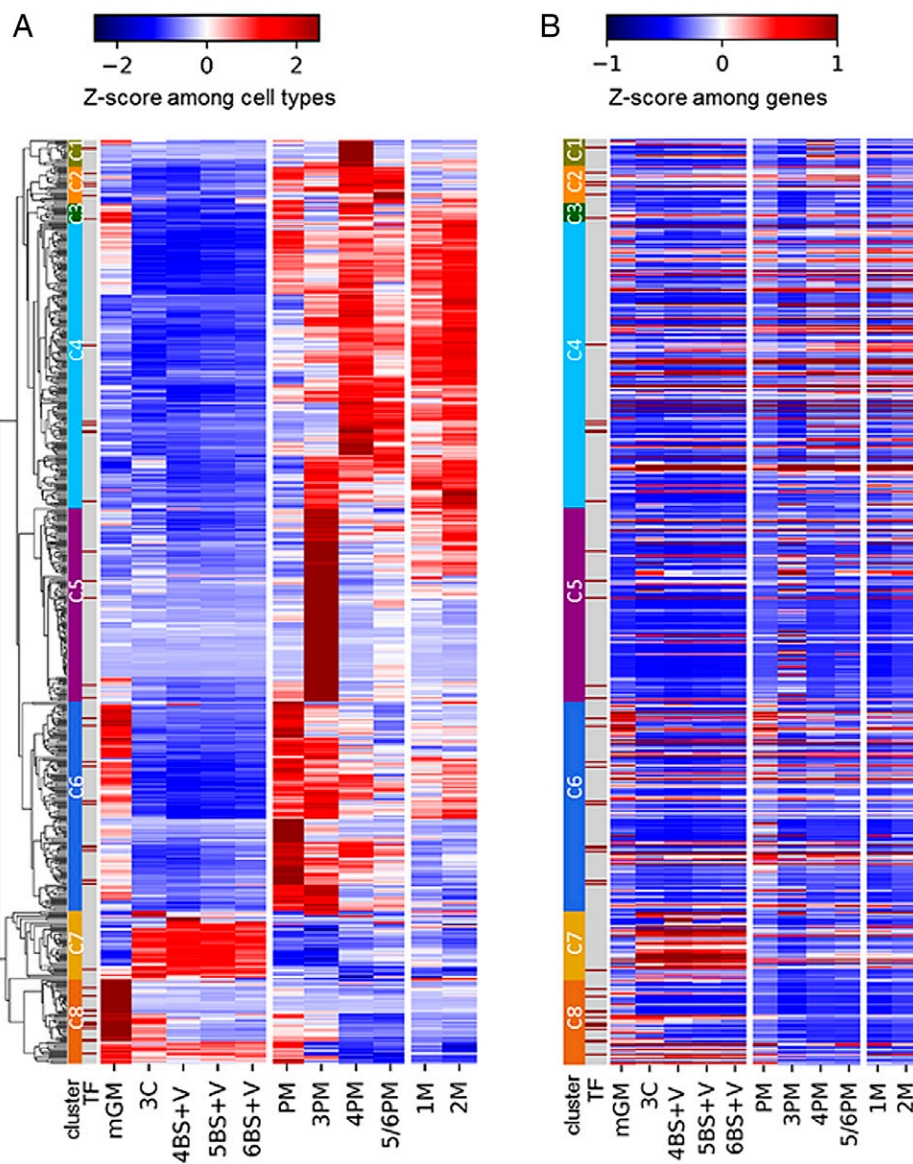 A
−2 0 2
Z-score among cell types
B
−1 0 1
Z-score among genes
C1
C2
C3
C4
C5
C6
C7
C8
cluster
TF
mGM
3C
4BS+V
5BS+V
6BS+V
PM
3PM
4PM
5/6PM
1M
2M
C1
C2
C3
C4
C5
C6
C7
C8
cluster
TF
mGM
3C
4BS+V
5BS+V
6BS+V
PM
3PM
4PM
5/6PM
1M
2M